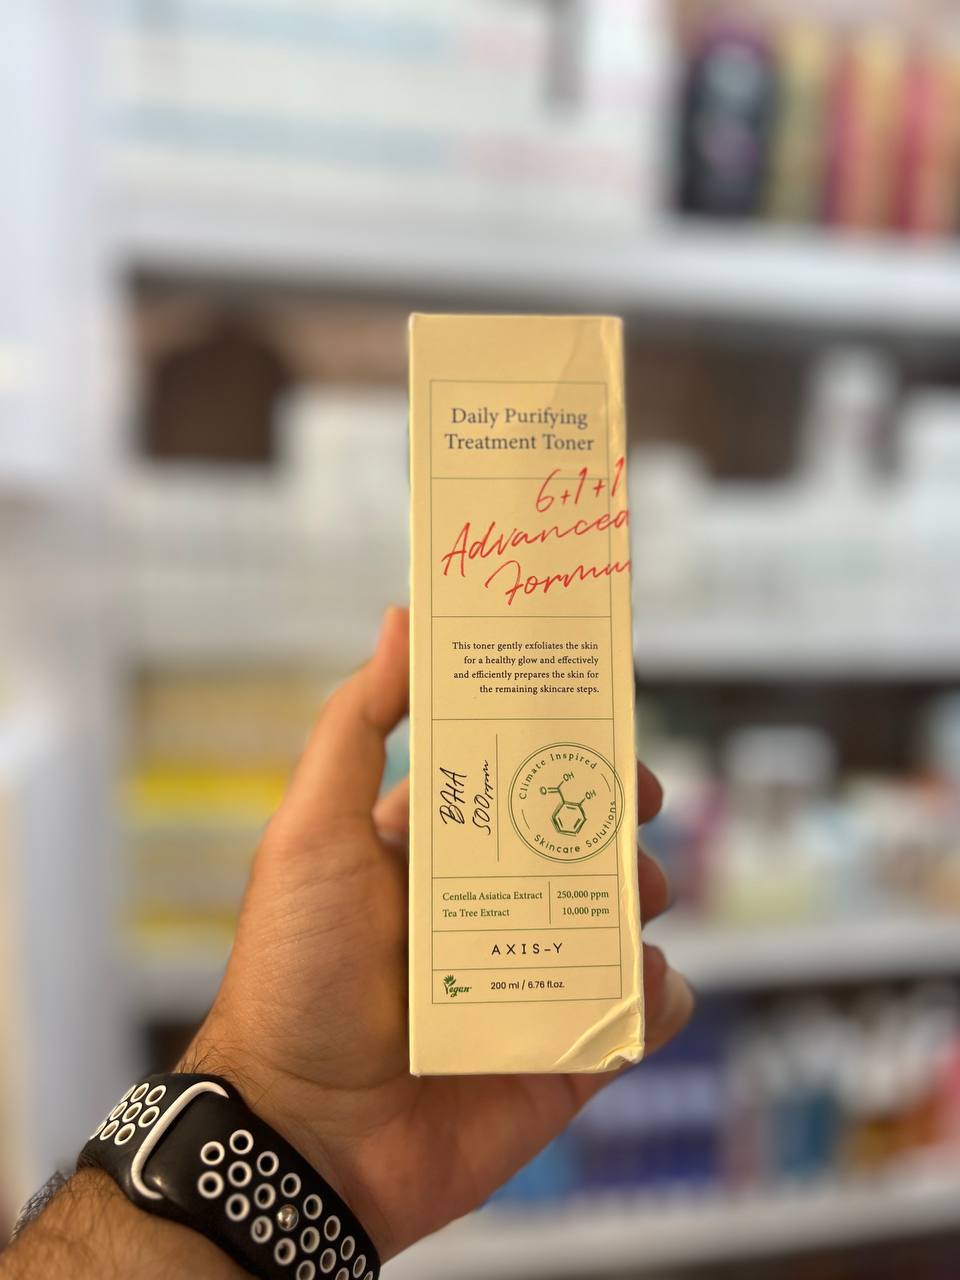 Daily Purifying
Treatment Toner
6+1+1
Advanced
Formu
This toner gently exfoliates the skin
for a healthy glow and effectively
and efficiently prepares the skin for
the remaining skincare steps.
BHA
500ppm
Climate Inspired
OH
O
OH
Skincare Solutions
Centella Asiatica Extract 250,000 ppm
Tea Tree Extract 10,000 ppm
AXIS-Y
Vegan
200 ml / 6.76 fl.oz.